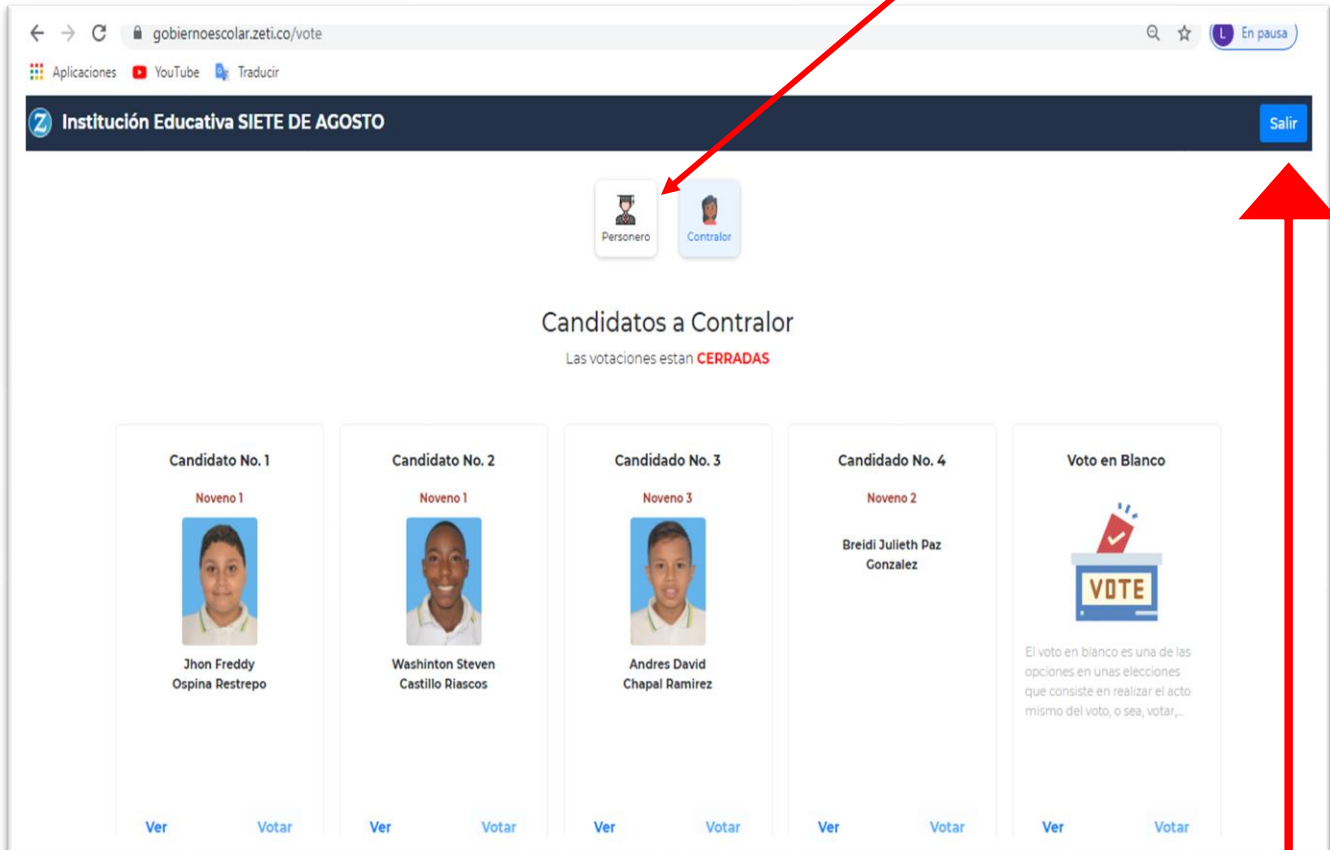 gobiernoescolar.zeti.co/vote
L En pausa
Aplicaciones YouTube Traducir
Z Institución Educativa SIETE DE AGOSTO
Salir
Personero
Contralor
Candidatos a Contralor
Las votaciones estan CERRADAS
Candidato No. 1
Noveno 1
Jhon Freddy
Ospina Restrepo
Ver Votar
Candidato No. 2
Noveno 1
Washinton Steven
Castillo Riascos
Ver Votar
Candidado No. 3
Noveno 3
Andres David
Chapal Ramirez
Ver Votar
Candidado No. 4
Noveno 2
Breidi Julieth Paz
Gonzalez
Ver Votar
Voto en Blanco
VOTE
El voto en blanco es una de las
opciones en unas elecciones
que consiste en realizar el acto
mismo del voto, o sea, votar,...
Ver Votar